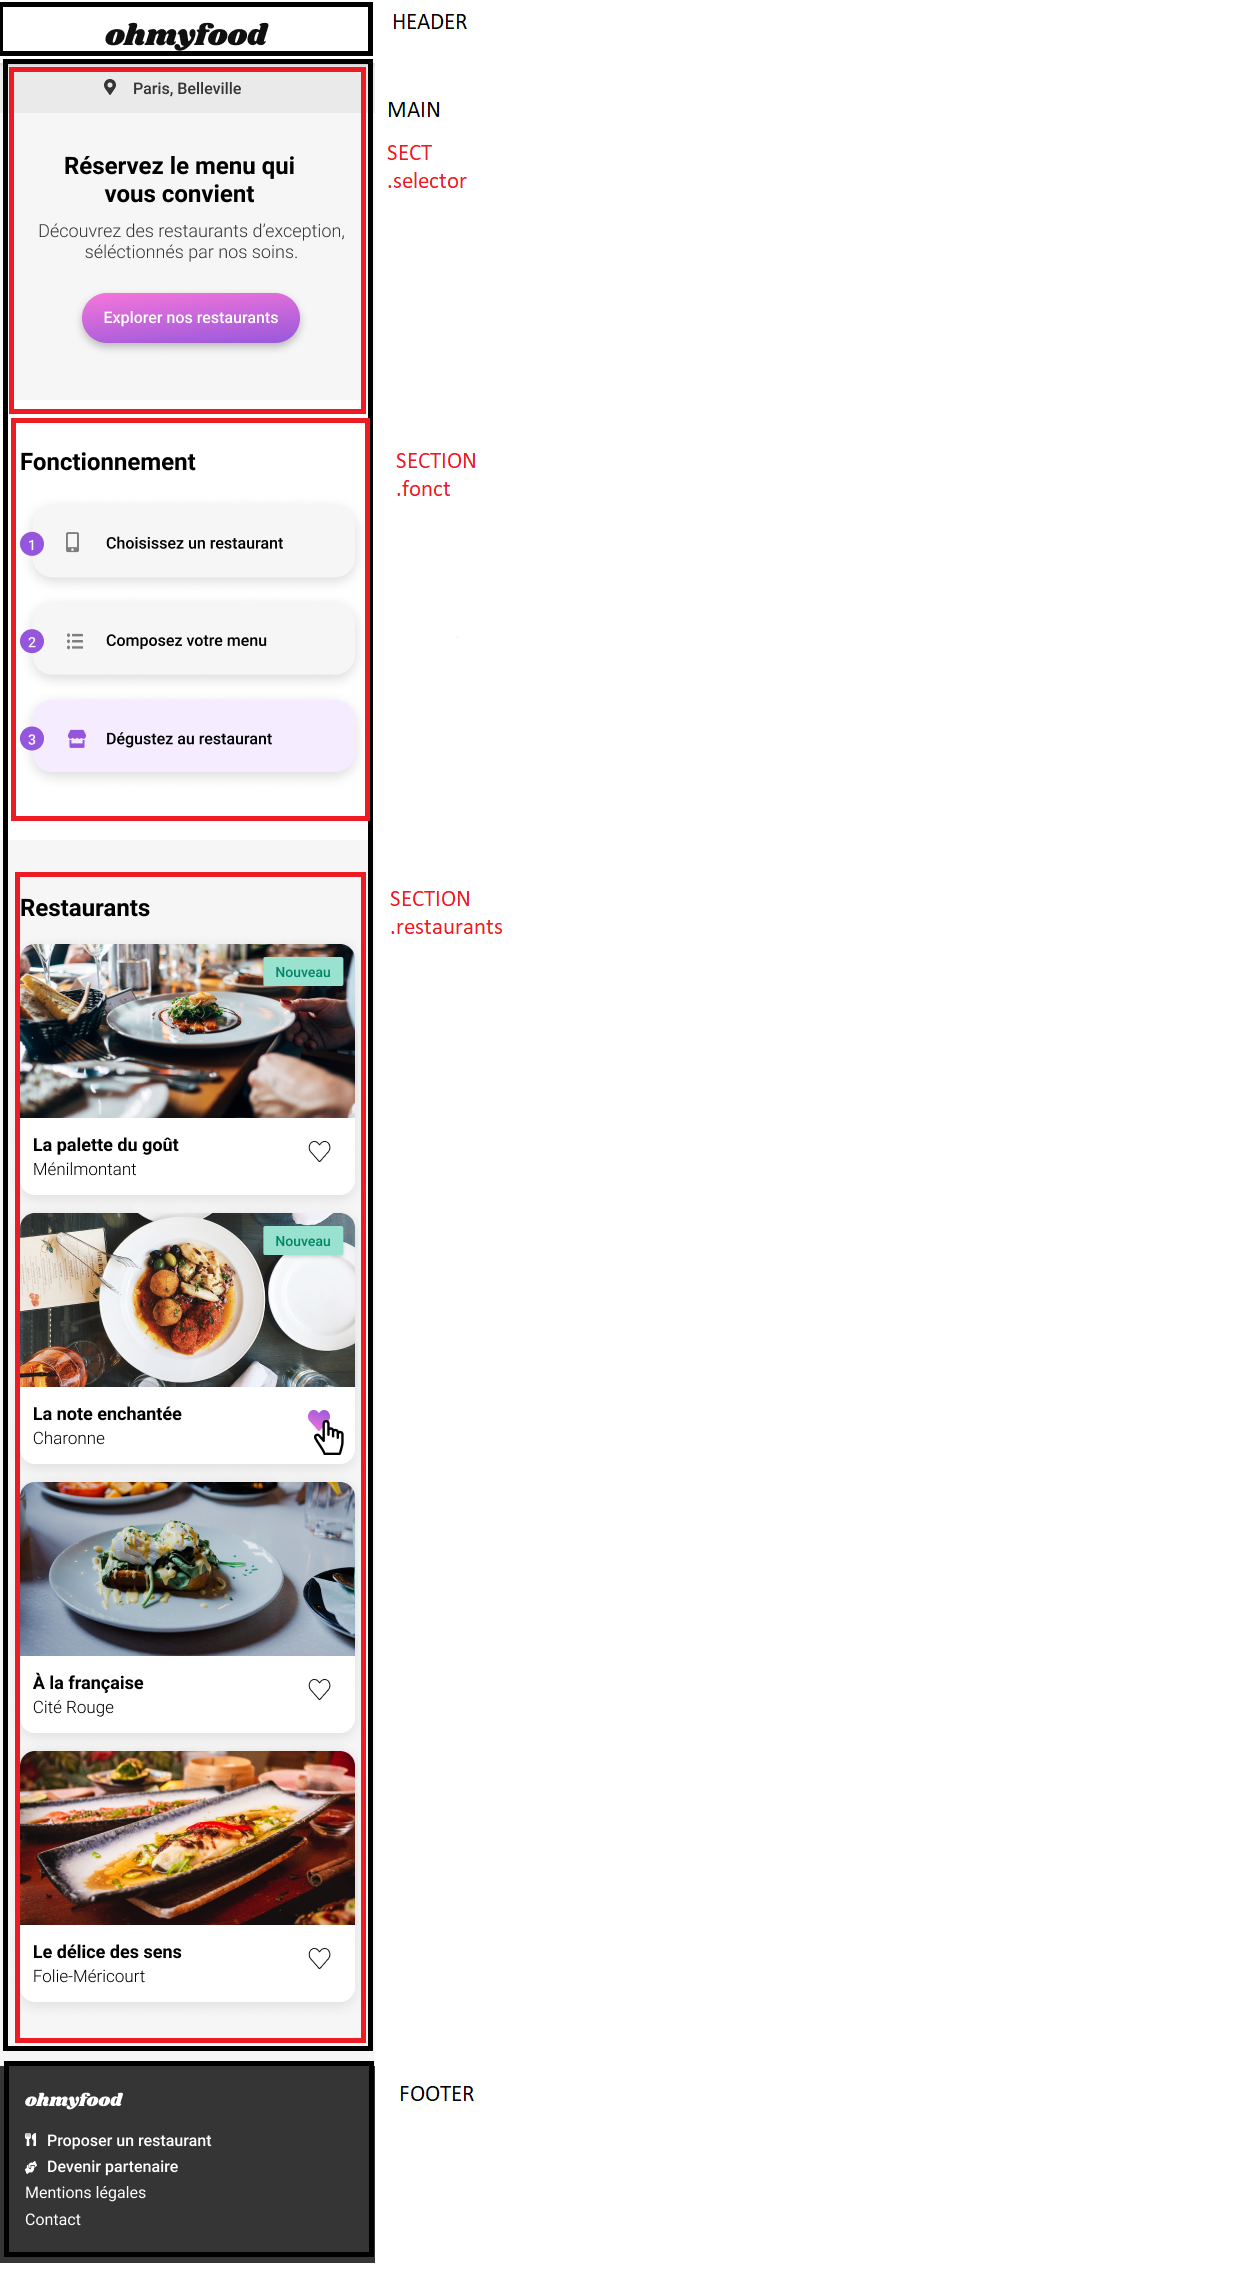 ohmyfood
HEADER
Paris, Belleville
MAIN
SECT
.selector
Réservez le menu qui
vous convient
Découvrez des restaurants d'exception,
séléctionnés par nos soins.
Explorer nos restaurants
Fonctionnement
SECTION
.fonct
1 Choisissez un restaurant
2 Composez votre menu
3 Dégustez au restaurant
Restaurants
SECTION
.restaurants
Nouveau
La palette du goût
Ménilmontant
Nouveau
La note enchantée
Charonne
À la française
Cité Rouge
Le délice des sens
Folie-Méricourt
FOOTER
ohmyfood
Proposer un restaurant
Devenir partenaire
Mentions légales
Contact